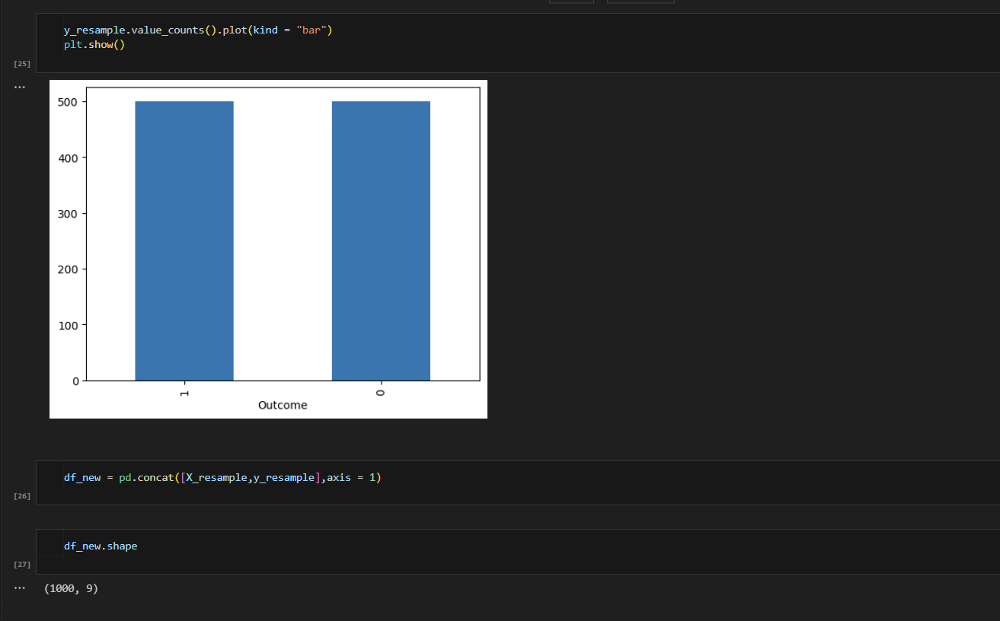 y_resample.value_counts().plot(kind = "bar")
plt.show()
[25]
...
500
400
300
200
100
0
1
0
Outcome
df_new = pd.concat([X_resample,y_resample],axis = 1)
[26]
df_new.shape
[27]
...
(1000, 9)